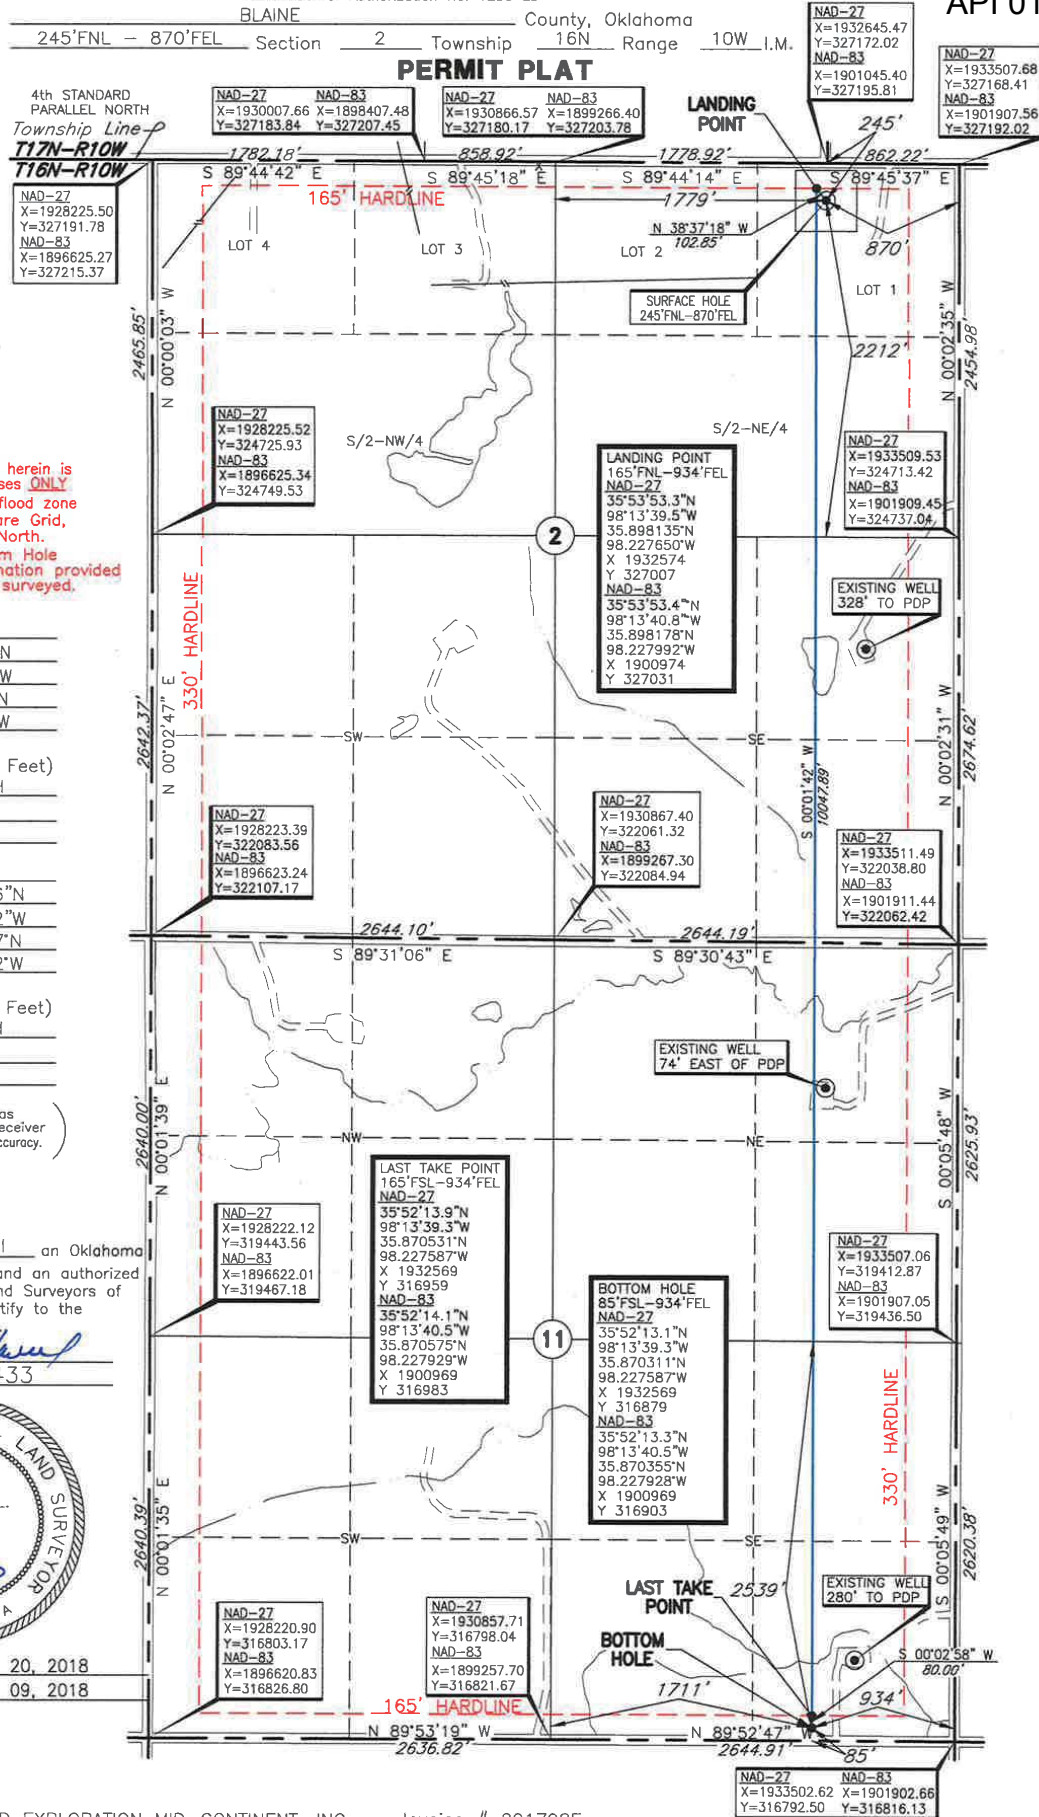 BLAINE County, Oklahoma
245'FNL – 870'FEL Section 2 Township 16N Range 10W I.M.
API 01
PERMIT PLAT
4th STANDARD
PARALLEL NORTH
Township Line
T17N-R10W
T16N-R10W
NAD-27
X=1928225.50
Y=327191.78
NAD-83
X=1896625.27
Y=327215.37
NAD-27 NAD-83
X=1930007.66 X=1898407.48
Y=327183.84 Y=327207.45
NAD-27 NAD-83
X=1930866.57 X=1899266.40
Y=327180.17 Y=327203.78
LANDING
POINT
NAD-27
X=1932645.47
Y=327172.02
NAD-83
X=1901045.40
Y=327195.81
NAD-27
X=1933507.68
Y=327168.41
NAD-83
X=1901907.56
Y=327192.02
245'
1782.18' 858.92' 1778.92' 862.22'
S 89°44'42" E S 89°45'18" E S 89°44'14" E S 89°45'37" E
165' HARDLINE
1779'
N 38°37'18" W
102.85'
870'
LOT 4 LOT 3 LOT 2 LOT 1
SURFACE HOLE
245'FNL-870'FEL
2465.85'
N 00°00'03" W
2212'
N 00°02'35" W
2454.98'
NAD-27
X=1928225.52
Y=324725.93
NAD-83
X=1896625.34
Y=324749.53
S/2-NW/4
S/2-NE/4
LANDING POINT
165'FNL-934'FEL
NAD-27
35°53'53.3"N
98°13'39.5"W
35.898135°N
98.227650°W
X 1932574
Y 327007
NAD-83
35°53'53.4"N
98°13'40.8"W
35.898178°N
98.227992°W
X 1900974
Y 327031
NAD-27
X=1933509.53
Y=324713.42
NAD-83
X=1901909.45
Y=324737.04
herein is
ses ONLY
flood zone
are Grid,
North.
m Hole
nation provided
surveyed.
2
EXISTING WELL
328' TO PDP
330' HARDLINE
N
W
N
W
Feet)
2642.37'
N 00°02'47" E
SW
SE
S 00°01'42" W
10047.89'
N 00°02'31" W
2674.62'
NAD-27
X=1928223.39
Y=322083.56
NAD-83
X=1896623.24
Y=322107.17
NAD-27
X=1930867.40
Y=322061.32
NAD-83
X=1899267.30
Y=322084.94
NAD-27
X=1933511.49
Y=322038.80
NAD-83
X=1901911.44
Y=322062.42
"N
"W
°N
°W
Feet)
2644.10' 2644.19'
S 89°31'06" E S 89°30'43" E
EXISTING WELL
74' EAST OF PDP
as
eceiver
ccuracy.
2640.00'
N 00°01'39" E
NW
NE
S 00°05'48" W
2625.93'
LAST TAKE POINT
165'FSL-934'FEL
NAD-27
35°52'13.9"N
98°13'39.3"W
35.870531°N
98.227587°W
X 1932569
Y 316959
NAD-83
35°52'14.1"N
98°13'40.5"W
35.870575°N
98.227929°W
X 1900969
Y 316983
NAD-27
X=1928222.12
Y=319443.56
NAD-83
X=1896622.01
Y=319467.18
NAD-27
X=1933507.06
Y=319412.87
NAD-83
X=1901907.05
Y=319436.50
an Oklahoma
and an authorized
nd Surveyors of
tify to the
33
11
BOTTOM HOLE
85'FSL-934'FEL
NAD-27
35°52'13.1"N
98°13'39.3"W
35.870311°N
98.227587°W
X 1932569
Y 316879
NAD-83
35°52'13.3"N
98°13'40.5"W
35.870355°N
98.227928°W
X 1900969
Y 316903
330' HARDLINE
LAND SURVEYOR
2640.39'
N 00°01'35" E
SW
SE
S 00°05'49" W
2620.38'
LAST TAKE
POINT
2539'
EXISTING WELL
280' TO PDP
BOTTOM
HOLE
S 00°02'58" W
80.00'
20, 2018
09, 2018
NAD-27
X=1928220.90
Y=316803.17
NAD-83
X=1896620.83
Y=316826.80
NAD-27
X=1930857.71
Y=316798.04
NAD-83
X=1899257.70
Y=316821.67
1711'
934'
165' HARDLINE
N 89°53'19" W N 89°52'47" W
2636.82' 2644.91'
85'
NAD-27 NAD-83
X=1933502.62 X=1901902.66
Y=316792.50 Y=316816.13